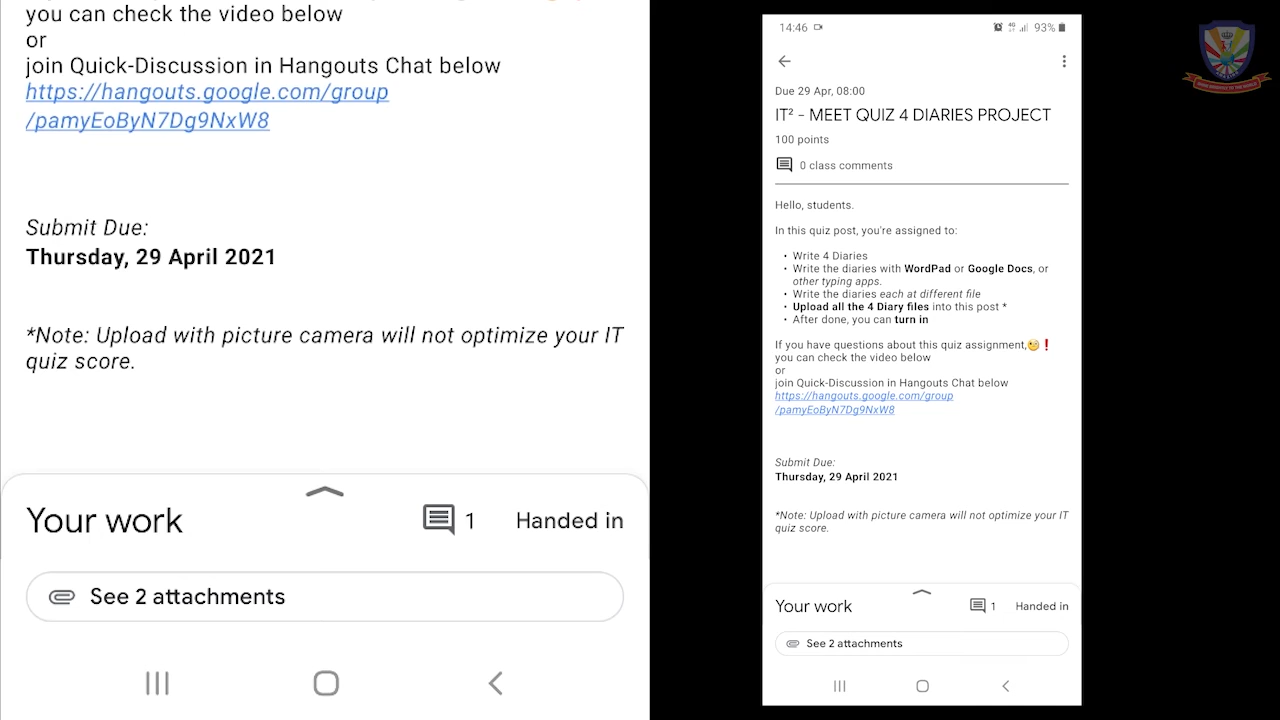 you can check the video below
or
join Quick-Discussion in Hangouts Chat below
https://hangouts.google.com/group
/pamyEoByN7Dg9NxW8
Submit Due:
Thursday, 29 April 2021
*Note: Upload with picture camera will not optimize your IT
quiz score.
Your work
1
Handed in
See 2 attachments
14:46
4G
93%
Due 29 Apr, 08:00
IT² - MEET QUIZ 4 DIARIES PROJECT
100 points
0 class comments
Hello, students.
In this quiz post, you're assigned to:
• Write 4 Diaries
• Write the diaries with WordPad or Google Docs, or
other typing apps.
• Write the diaries each at different file
• Upload all the 4 Diary files into this post *
• After done, you can turn in
If you have questions about this quiz assignment,🧐❗
you can check the video below
or
join Quick-Discussion in Hangouts Chat below
https://hangouts.google.com/group
/pamyEoByN7Dg9NxW8
Submit Due:
Thursday, 29 April 2021
*Note: Upload with picture camera will not optimize your IT
quiz score.
Your work
1
Handed in
See 2 attachments